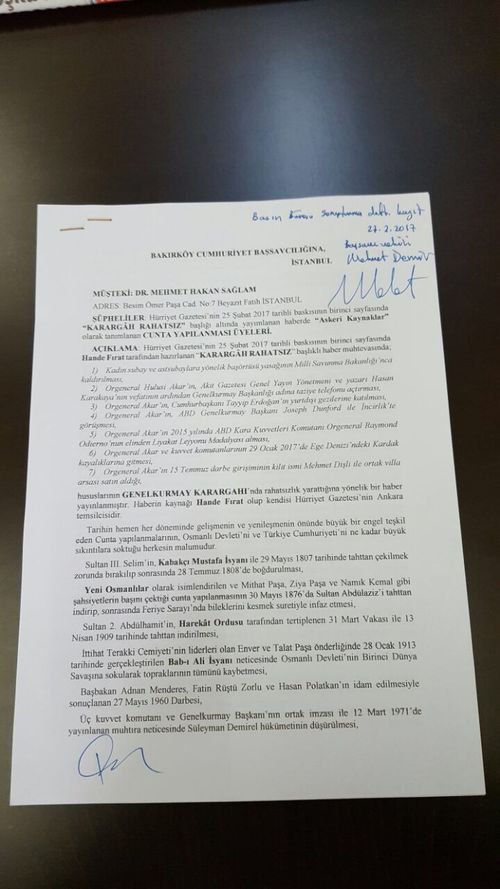 Basın Bürosu soruşturma deft. kayıt
27.2.2017
Mehmet Demir
BAKIRKÖY CUMHURİYET BAŞSAVCILIĞINA,
İSTANBUL
MÜŞTEKİ: DR. MEHMET HAKAN SAĞLAM
ADRES: Besim Ömer Paşa Cad. No:7 Beyazıt Fatih İSTANBUL
ŞÜPHELİLER: Hürriyet Gazetesi'nin 25 Şubat 2017 tarihli baskısının birinci sayfasında
"KARARGÂH RAHATSIZ" başlığı altında yayımlanan haberde "Askeri Kaynaklar"
olarak tanımlanan CUNTA YAPILANMASI ÜYELERİ.
AÇIKLAMA: Hürriyet Gazetesi'nin 25 Şubat 2017 tarihli baskısının birinci sayfasında
Hande Fırat tarafından hazırlanan "KARARGÂH RAHATSIZ" başlıklı haber muhtevasında;
1) Kadın subay ve astsubaylara yönelik başörtüsü yasağının Milli Savunma Bakanlığı'nca
kaldırılması,
2) Orgeneral Hulusi Akar'ın, Akit Gazetesi Genel Yayın Yönetmeni ve yazarı Hasan
Karakaya'nın vefatının ardından Genelkurmay Başkanlığı adına taziye telefonu açtırması,
3) Orgeneral Akar'ın, Cumhurbaşkanı Tayyip Erdoğan'ın yurtdışı gezilerine katılması,
4) Orgeneral Akar'ın, ABD Genelkurmay Başkanı Joseph Dunford ile İncirlik'te
görüşmesi,
5) Orgeneral Akar'ın 2015 yılında ABD Kara Kuvvetleri Komutanı Orgeneral Raymond
Odierno'nun elinden Liyakat Leyyonu Madalyası alması,
6) Orgeneral Akar ve kuvvet komutanlarının 29 Ocak 2017'de Ege Denizi'ndeki Kardak
kayalıklarına gitmesi,
7) Orgeneral Akar'ın 15 Temmuz darbe girişiminin kilit ismi Mehmet Dişli ile ortak villa
arsası satın aldığı,
hususlarının GENELKURMAY KARARGAHI'nda rahatsızlık yarattığına yönelik bir haber
yayınlanmıştır. Haberin kaynağı Hande Fırat olup kendisi Hürriyet Gazetesi'nin Ankara
temsilcisidir.
Tarihin hemen her döneminde gelişmenin ve yenileşmenin önünde büyük bir engel teşkil
eden Cunta yapılanmalarının, Osmanlı Devleti'ni ve Türkiye Cumhuriyeti'ni ne kadar büyük
sıkıntılara soktuğu herkesin malumudur.
Sultan III. Selim'in, Kabakçı Mustafa İsyanı ile 29 Mayıs 1807 tarihinde tahttan çekilmek
zorunda bırakılıp sonrasında 28 Temmuz 1808'de boğdurulması,
Yeni Osmanlılar olarak isimlendirilen ve Mithat Paşa, Ziya Paşa ve Namık Kemal gibi
şahsiyetlerin başını çektiği cunta yapılanmasının 30 Mayıs 1876'da Sultan Abdülaziz'i tahttan
indirip, sonrasında Feriye Sarayı'nda bileklerini kesmek suretiyle infaz etmesi,
Sultan 2. Abdülhamit'in, Harekât Ordusu tarafından tertiplenen 31 Mart Vakası ile 13
Nisan 1909 tarihinde tahttan indirilmesi,
İttihat Terakki Cemiyeti'nin liderleri olan Enver ve Talat Paşa önderliğinde 28 Ocak 1913
tarihinde gerçekleştirilen Bab-ı Ali İsyanı neticesinde Osmanlı Devleti'nin Birinci Dünya
Savaşına sokularak topraklarının tümünü kaybetmesi,
Başbakan Adnan Menderes, Fatin Rüştü Zorlu ve Hasan Polatkan'ın idam edilmesiyle
sonuçlanan 27 Mayıs 1960 Darbesi,
Üç kuvvet komutanı ve Genelkurmay Başkanı'nın ortak imzası ile 12 Mart 1971'de
yayınlanan muhtıra neticesinde Süleyman Demirel hükümetinin düşürülmesi,